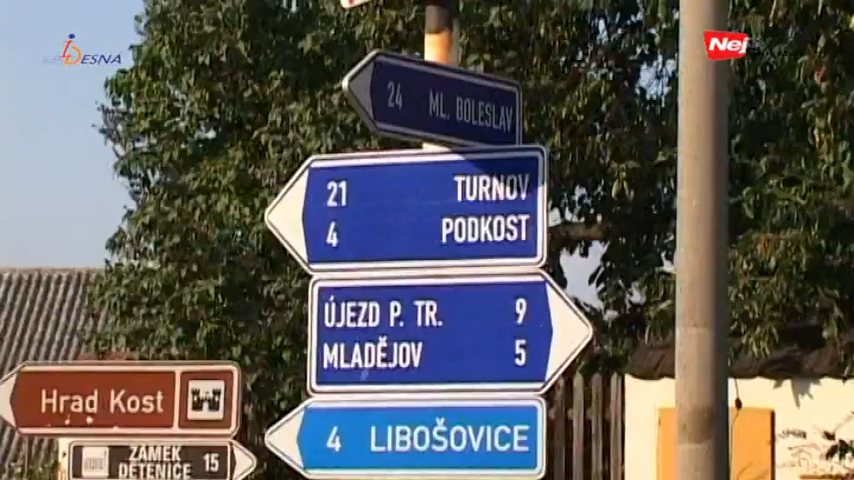 iDESNA
Nej
24 ML. BOLESLAV
21 TURNOV
4 PODKOST
ÚJEZD P. TR. 9
MLADĚJOV 5
4 LIBOŠOVICE
Hrad Kost
ZÁMEK
DĚTENICE 15